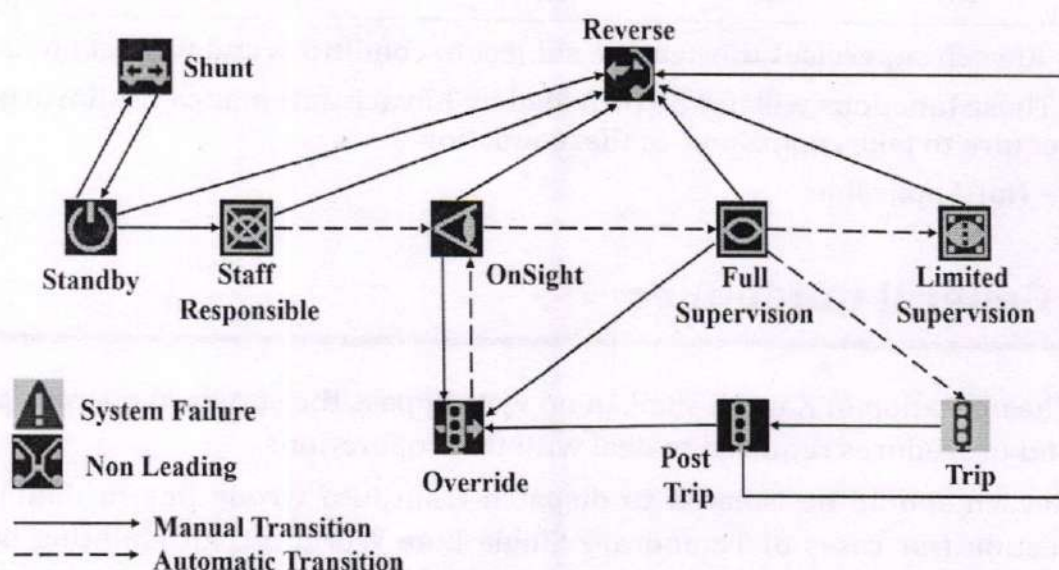 Reverse
Shunt
Standby
Staff
Responsible
OnSight
Full
Supervision
Limited
Supervision
System Failure
Non Leading
Override
Post
Trip
Trip
Manual Transition
Automatic Transition